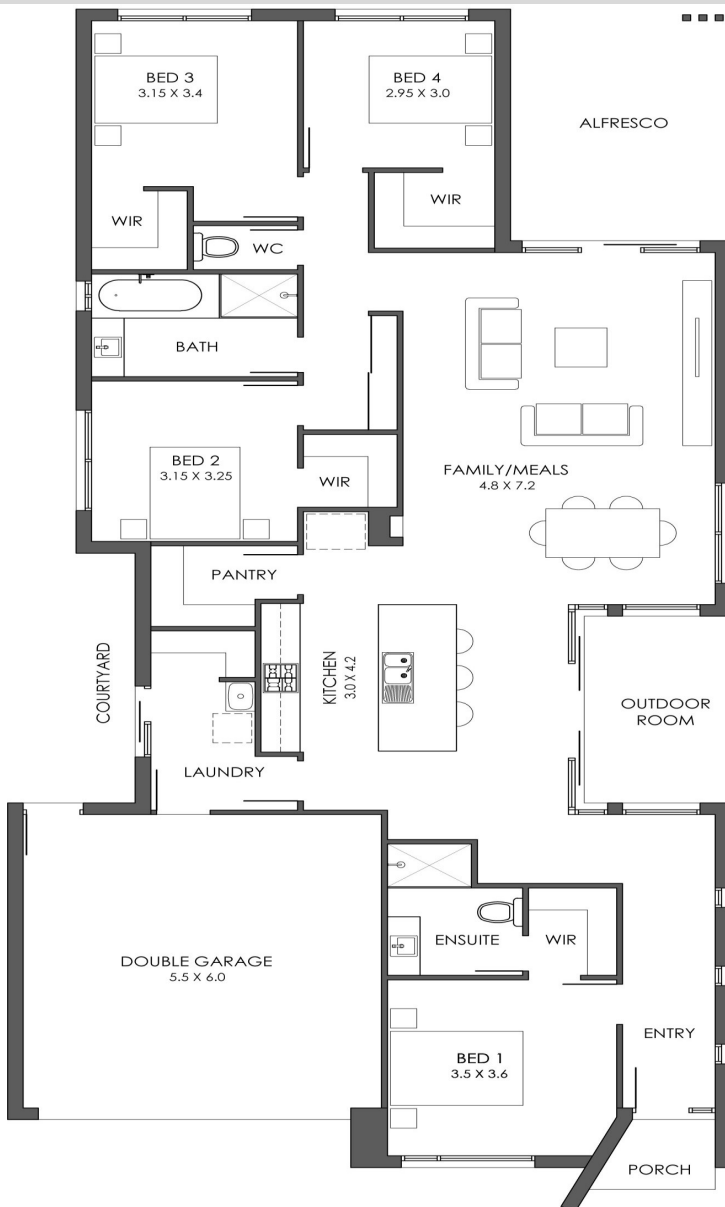 BED 3
3.15 X 3.4
BED 4
2.95 X 3.0
ALFRESCO
WIR
WIR
WC
BATH
BED 2
3.15 X 3.25
WIR
FAMILY/MEALS
4.8 X 7.2
PANTRY
COURTYARD
KITCHEN
3.0 X 4.2
OUTDOOR
ROOM
LAUNDRY
DOUBLE GARAGE
5.5 X 6.0
ENSUITE
WIR
ENTRY
BED 1
3.5 X 3.6
PORCH